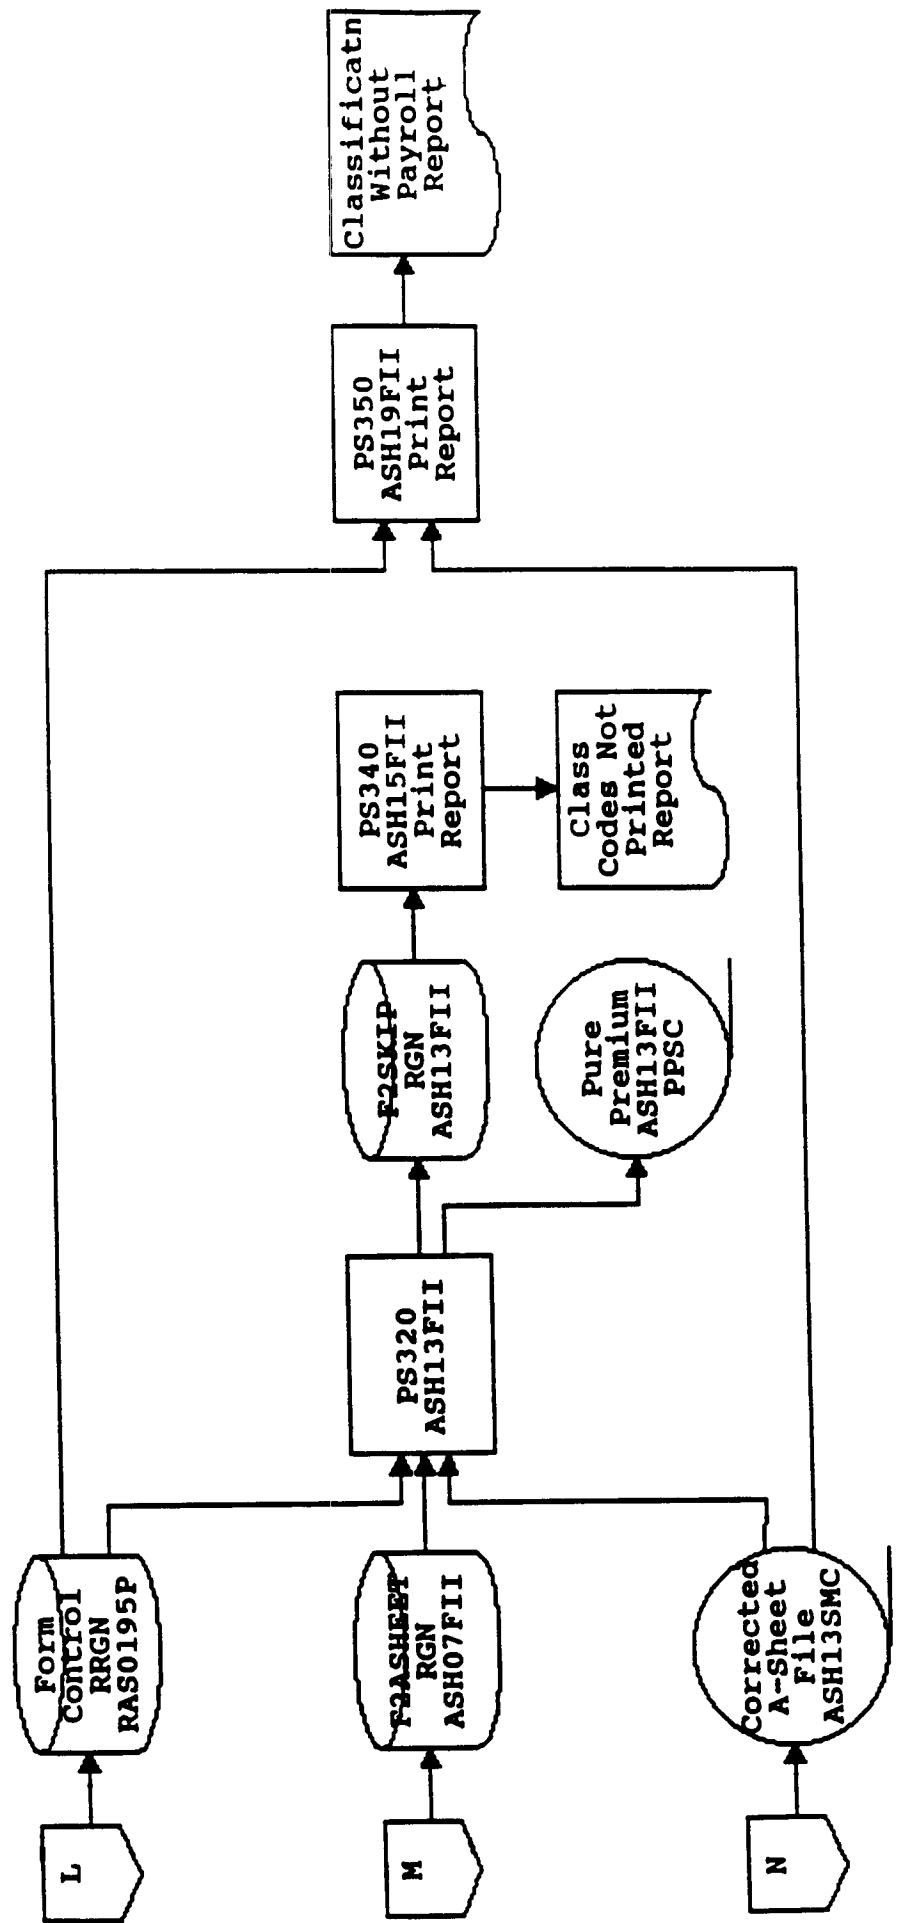 L
Form
Control
RRGN
RAS0195P
M
F2ASHEET
RGN
ASH07FII
N
Corrected
A-Sheet
File
ASH13SMC
PS320
ASH13FII
F2SKIP
RGN
ASH13FII
Pure
Premium
ASH13FII
PPSC
PS340
ASH15FII
Print
Report
Class
Codes Not
Printed
Report
PS350
ASH19FII
Print
Report
Classificatn
Without
Payroll
Report